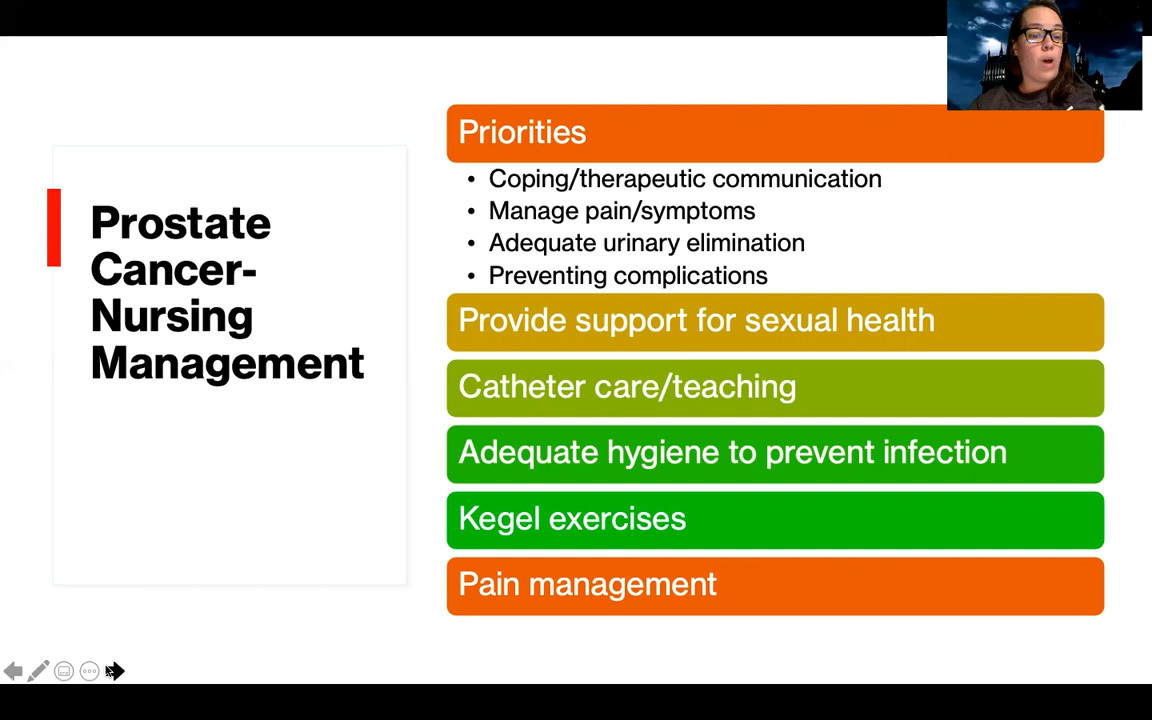 Prostate
Cancer-
Nursing
Management
Priorities
• Coping/therapeutic communication
• Manage pain/symptoms
• Adequate urinary elimination
• Preventing complications
Provide support for sexual health
Catheter care/teaching
Adequate hygiene to prevent infection
Kegel exercises
Pain management